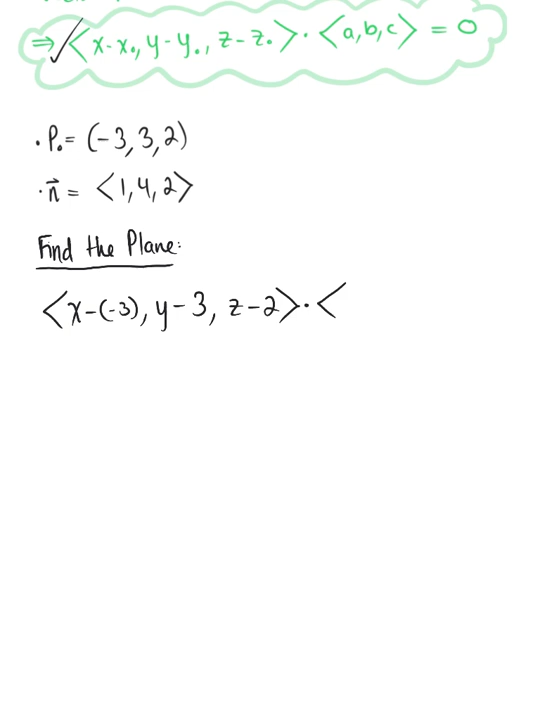 ⇒ ⟨x-x₀, y-y₀, z-z₀⟩ · ⟨a,b,c⟩ = 0
· P₀ = (-3, 3, 2)
· n⃗ = ⟨1, 4, 2⟩
Find the Plane:
⟨x-(-3), y-3, z-2⟩ · ⟨